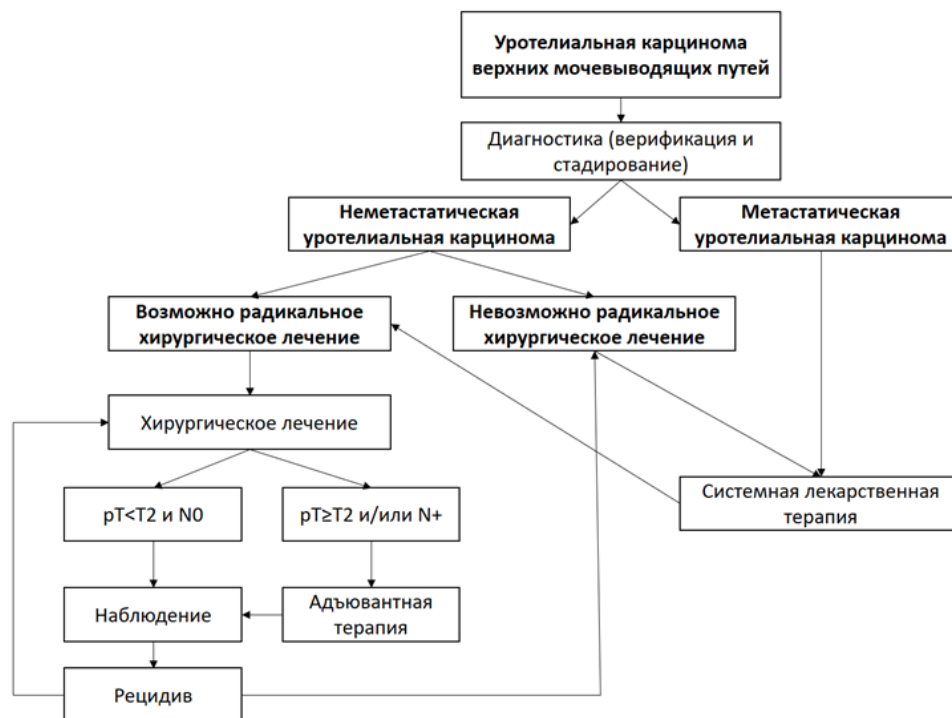 Уротелиальная карцинома
верхних мочевыводящих путей
Диагностика (верификация и
стадирование)
Неметастатическая
уротелиальная карцинома
Метастатическая
уротелиальная карцинома
Возможно радикальное
хирургическое лечение
Невозможно радикальное
хирургическое лечение
Хирургическое лечение
Системная лекарственная
терапия
pT<T2 и N0
pT≥T2 и/или N+
Наблюдение
Адъювантная
терапия
Рецидив